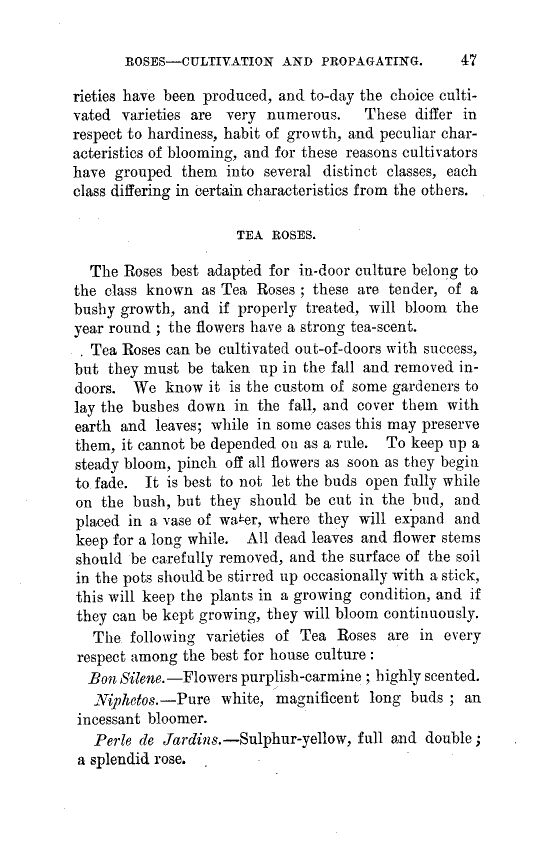 ROSES—CULTIVATION AND PROPAGATING. 47
rieties have been produced, and to-day the choice culti-
vated varieties are very numerous. These differ in
respect to hardiness, habit of growth, and peculiar char-
acteristics of blooming, and for these reasons cultivators
have grouped them into several distinct classes, each
class differing in certain characteristics from the others.
TEA ROSES.
The Roses best adapted for in-door culture belong to
the class known as Tea Roses ; these are tender, of a
bushy growth, and if properly treated, will bloom the
year round ; the flowers have a strong tea-scent.
Tea Roses can be cultivated out-of-doors with success,
but they must be taken up in the fall and removed in-
doors. We know it is the custom of some gardeners to
lay the bushes down in the fall, and cover them with
earth and leaves; while in some cases this may preserve
them, it cannot be depended on as a rule. To keep up a
steady bloom, pinch off all flowers as soon as they begin
to fade. It is best to not let the buds open fully while
on the bush, but they should be cut in the bud, and
placed in a vase of water, where they will expand and
keep for a long while. All dead leaves and flower stems
should be carefully removed, and the surface of the soil
in the pots should be stirred up occasionally with a stick,
this will keep the plants in a growing condition, and if
they can be kept growing, they will bloom continuously.
The following varieties of Tea Roses are in every
respect among the best for house culture :
Bon Silene.—Flowers purplish-carmine ; highly scented.
Niphetos.—Pure white, magnificent long buds ; an
incessant bloomer.
Perle de Jardins.—Sulphur-yellow, full and double ;
a splendid rose.